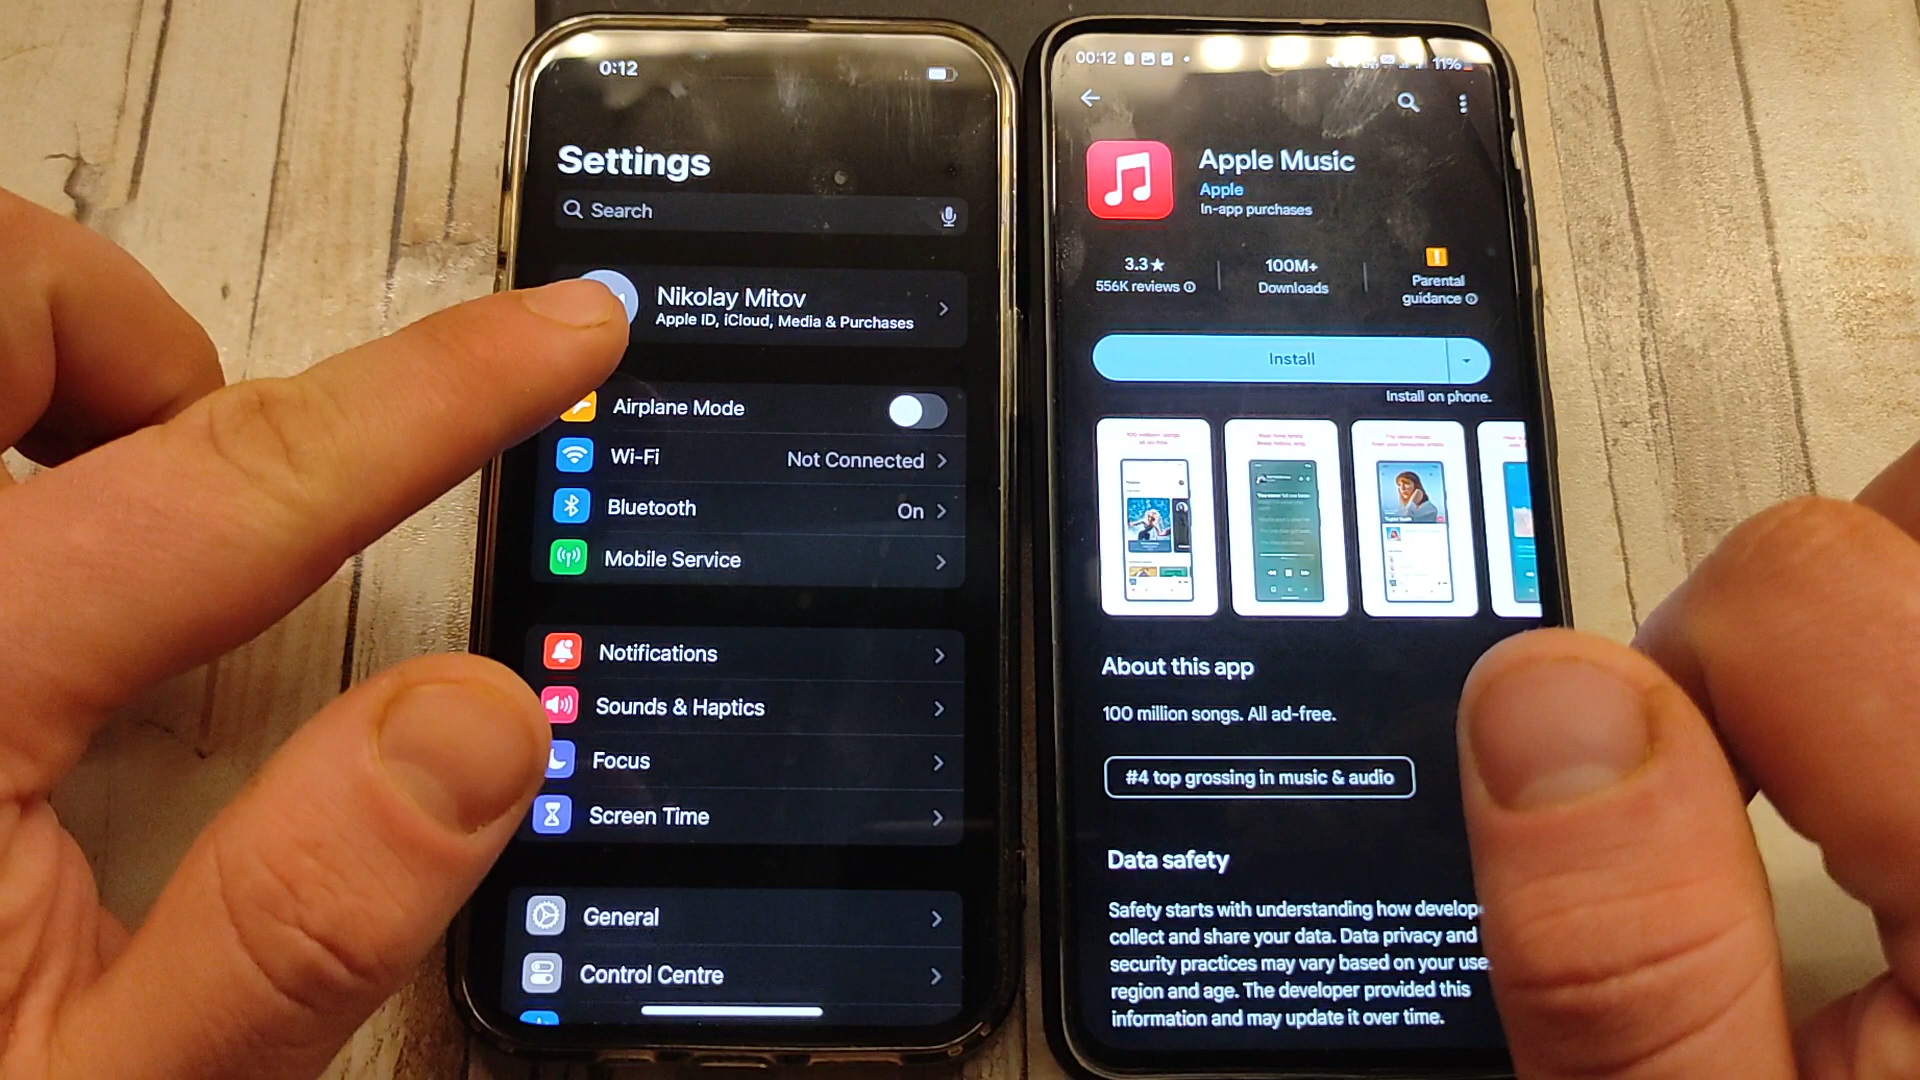 0:12
Settings
Search
Nikolay Mitov
Apple ID, iCloud, Media & Purchases
Airplane Mode
Wi-Fi
Not Connected
Bluetooth
On
Mobile Service
Notifications
Sounds & Haptics
Focus
Screen Time
General
Control Centre
00:12
11%
Apple Music
Apple
In-app purchases
3.3★
556K reviews
100M+
Downloads
Parental
guidance
Install
Install on phone.
About this app
100 million songs. All ad-free.
#4 top grossing in music & audio
Data safety
Safety starts with understanding how
collect and share your data. Data privacy and
security practices may vary based on your
region and age. The developer provided this
information and may update it over time.